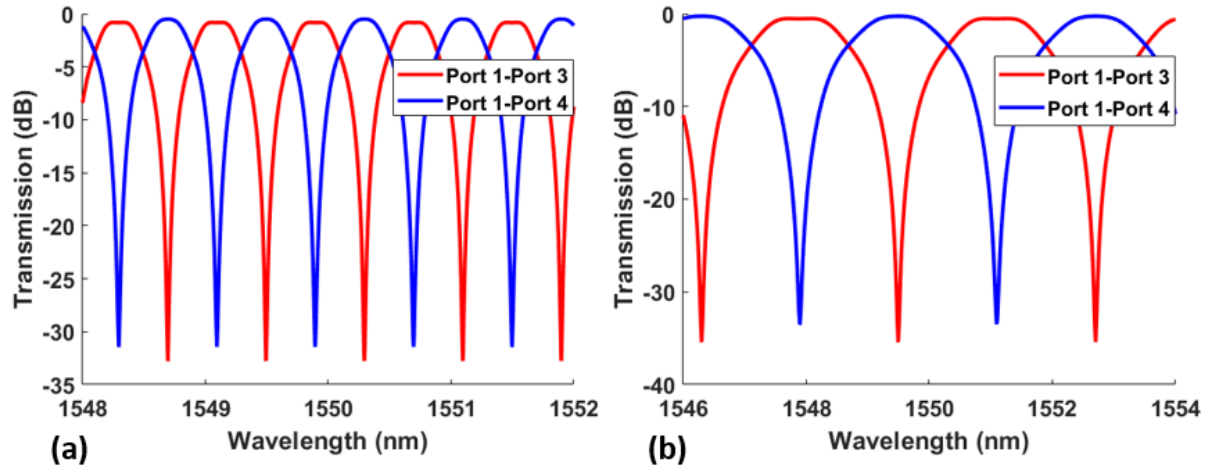 0
-5
-10
-15
-20
-25
-30
-35
Transmission (dB)
1548
1549
1550
1551
1552
Wavelength (nm)
Port 1-Port 3
Port 1-Port 4
(a)
0
-10
-20
-30
-40
Transmission (dB)
1546
1548
1550
1552
1554
Wavelength (nm)
Port 1-Port 3
Port 1-Port 4
(b)